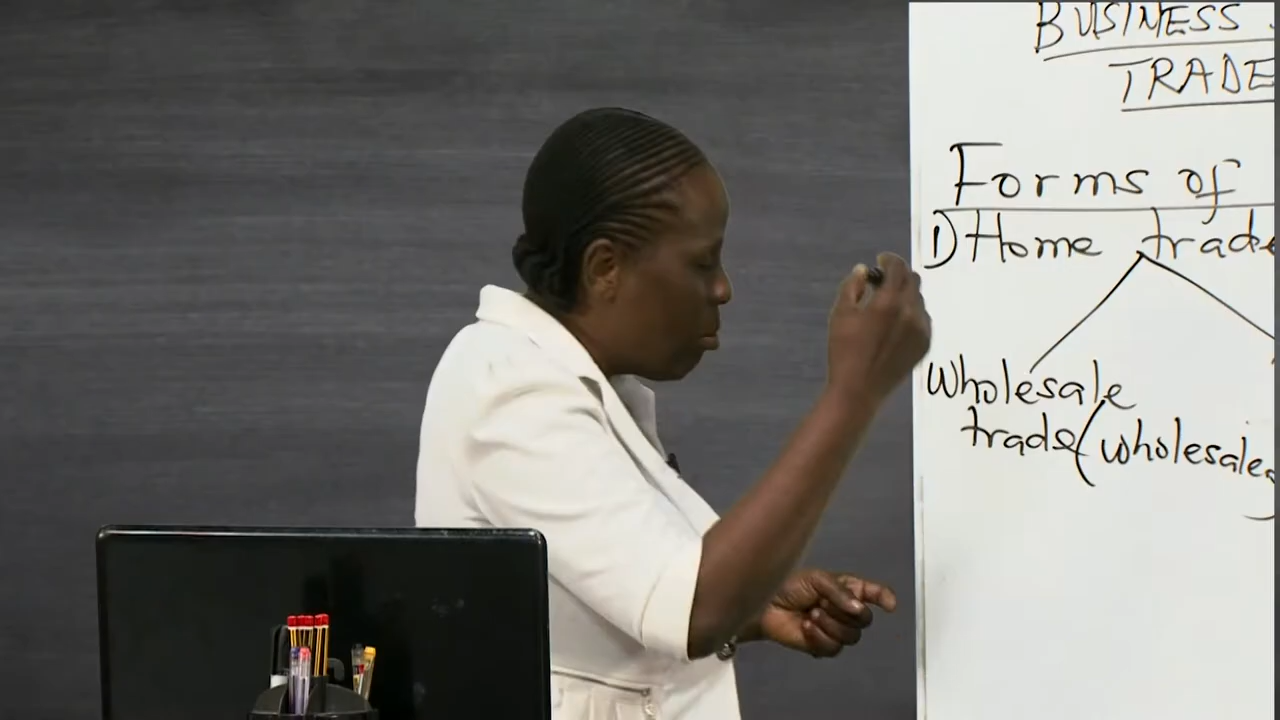 BUSINESS
TRADE
Forms of
1) Home trade
Wholesale
trade (wholesales